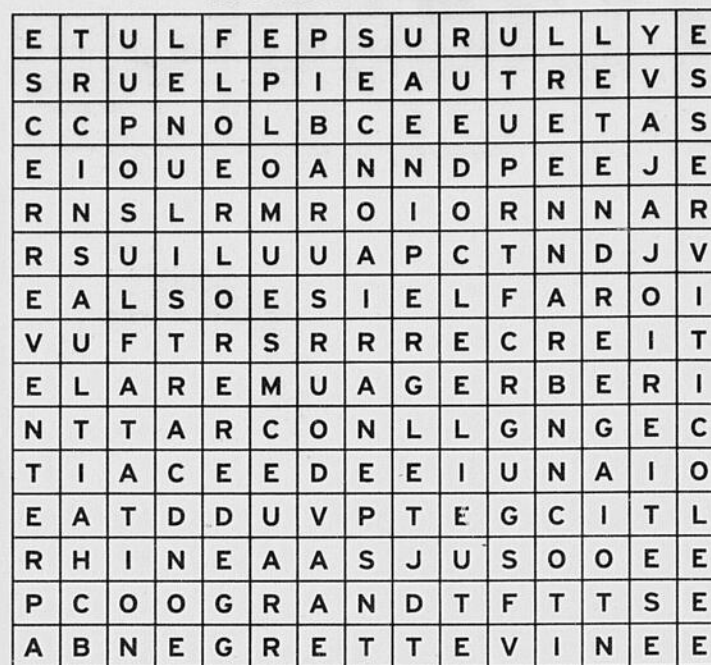 E T U L F E P S U R U L L Y E
S R U E L P I E A U T R E V S
C C P N O L B C E E U E T A S
E I O U E O A N N D P E E J E
R N S L R M R O I O R N N A R
R S U I L U U A P C T N D J V
E A L S O E S I E L F A R O I
V U F T R S R R R E C R E I T
E L A R E M U A G E R B E R I
N T T A R C O N L L G N G E C
T I A C E E D E E I U N A I O
E A T D D U V P T E G C I T L
R H I N E A A S J U S O O E E
P C O O G R A N D T F T T S E
A B N E G R E T T E V I N E E